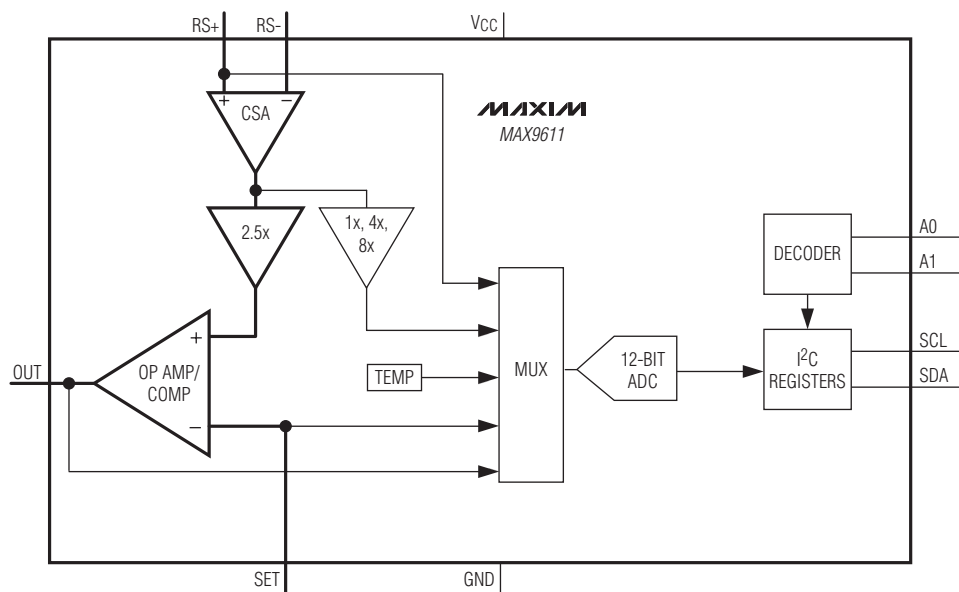 RS+ RS- VCC
+ −
CSA
MAXIM
MAX9611
2.5x
1x, 4x,
8x
DECODER
A0
A1
+
OP AMP/
COMP
−
OUT
TEMP
MUX
12-BIT
ADC
I²C
REGISTERS
SCL
SDA
SET GND